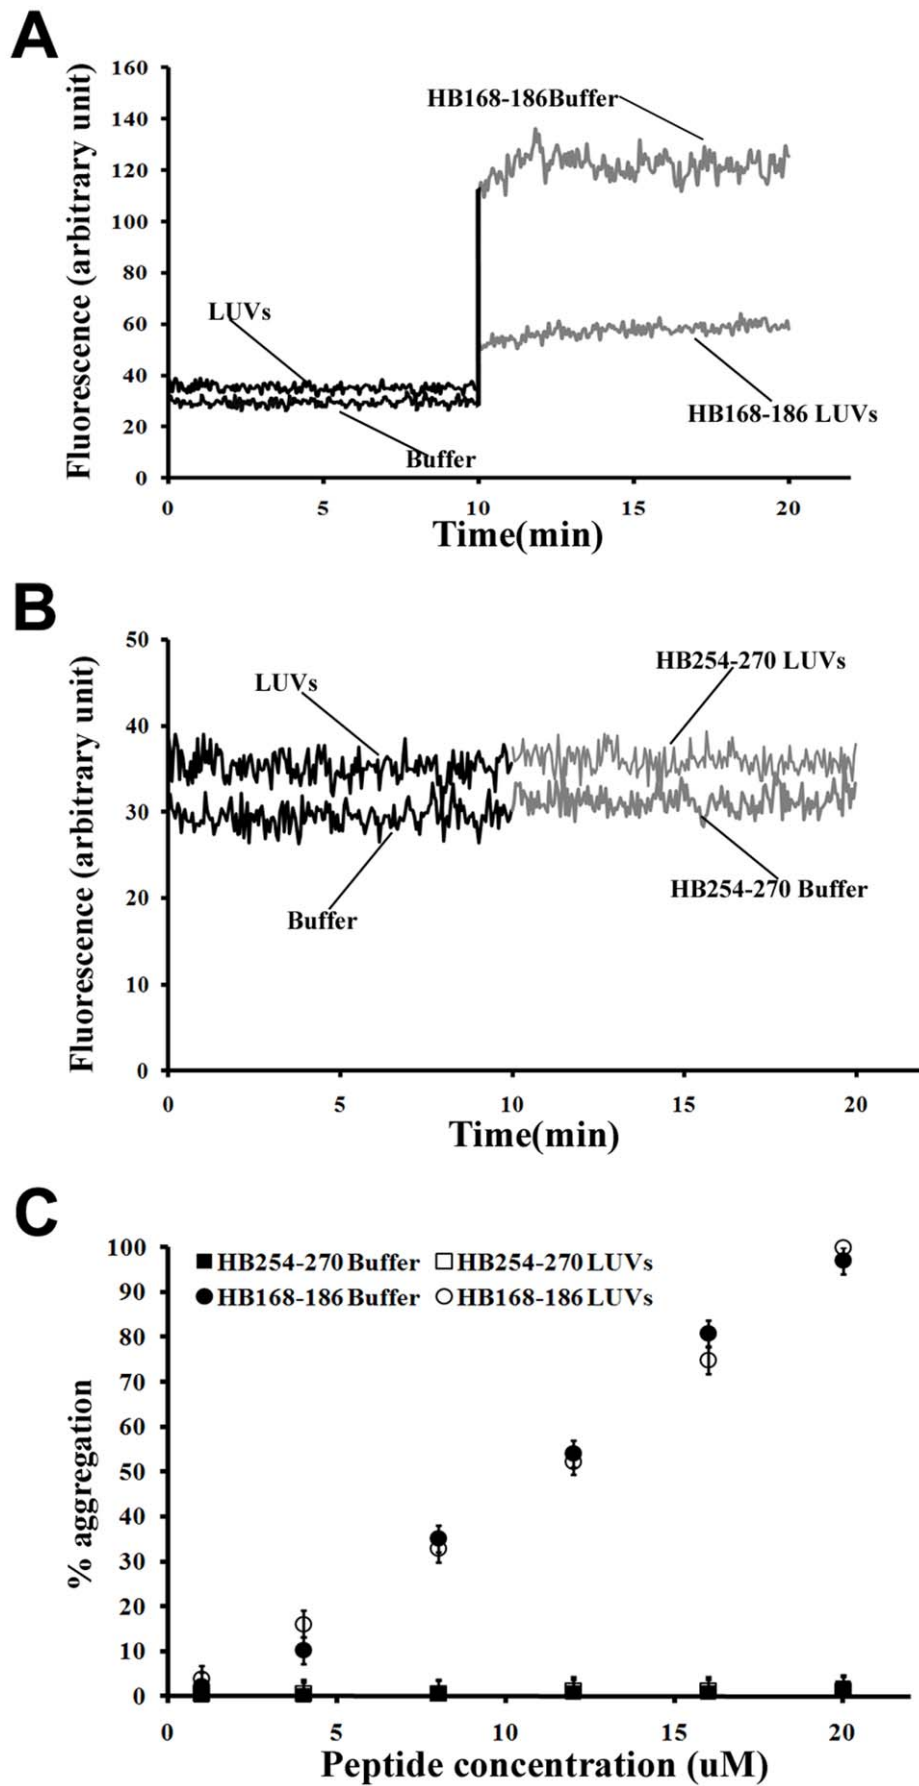 A
Fluorescence (arbitrary unit)
160
140
120
100
80
60
40
20
0
HB168-186Buffer
LUVs
HB168-186 LUVs
Buffer
0 5 10 15 20
Time(min)
B
Fluorescence (arbitrary unit)
50
40
30
20
10
0
HB254-270 LUVs
LUVs
HB254-270 Buffer
Buffer
0 5 10 15 20
Time(min)
C
% aggregation
100
90
80
70
60
50
40
30
20
10
0
HB254-270 Buffer HB254-270 LUVs
HB168-186 Buffer HB168-186 LUVs
0 5 10 15 20
Peptide concentration (uM)